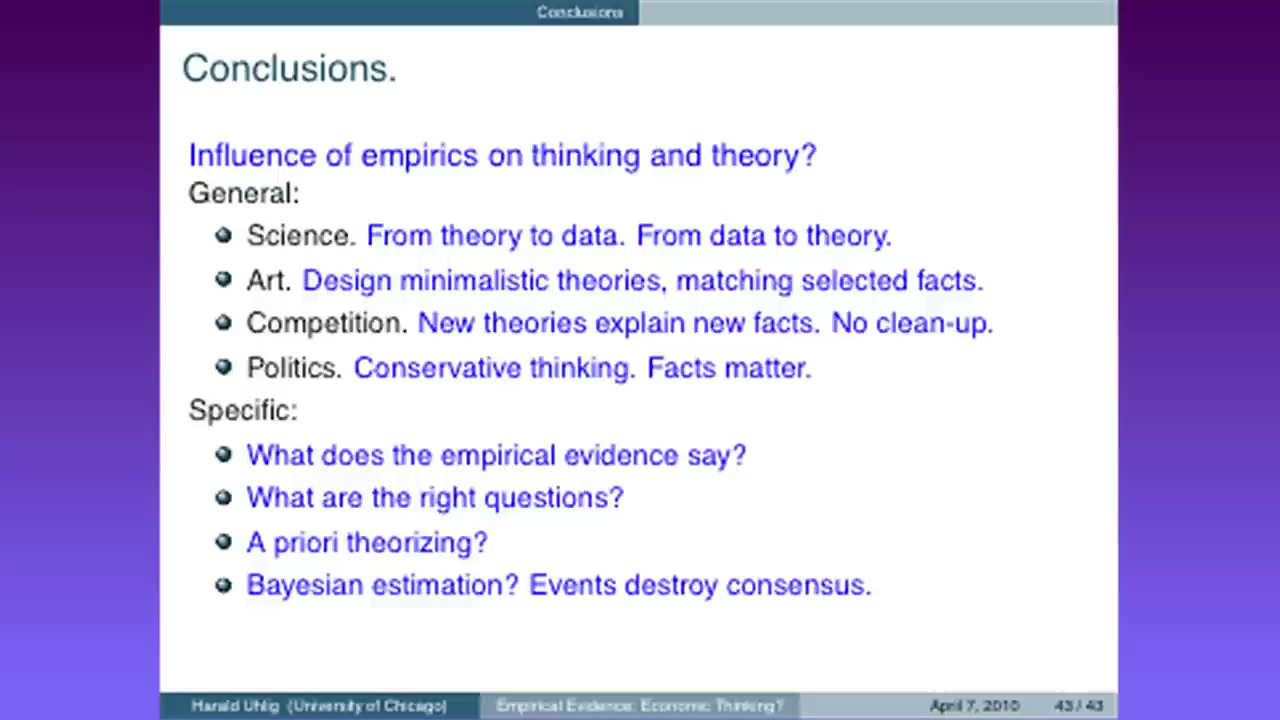 Conclusions
Conclusions.
Influence of empirics on thinking and theory?
General:
Science. From theory to data. From data to theory.
Art. Design minimalistic theories, matching selected facts.
Competition. New theories explain new facts. No clean-up.
Politics. Conservative thinking. Facts matter.
Specific:
What does the empirical evidence say?
What are the right questions?
A priori theorizing?
Bayesian estimation? Events destroy consensus.
Harald Uhlig (University of Chicago) Empirical Evidence: Economic Thinking? April 7, 2010 43 / 43